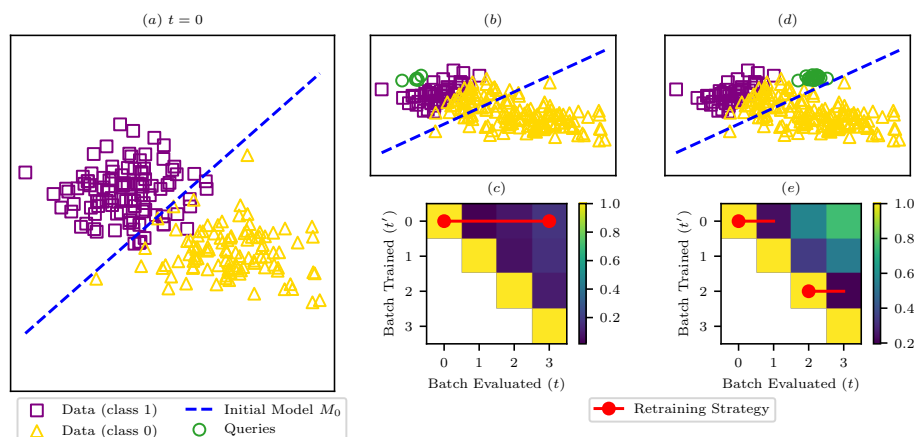 (a) t = 0
(b)
(d)
(c)
(e)
Batch Trained (t′)
0
1
2
3
0 1 2 3
Batch Evaluated (t)
1.0
0.8
0.6
0.4
0.2
Batch Trained (t′)
0
1
2
3
0 1 2 3
Batch Evaluated (t)
1.0
0.8
0.6
0.4
0.2
Data (class 1)
Data (class 0)
Initial Model M₀
Queries
Retraining Strategy